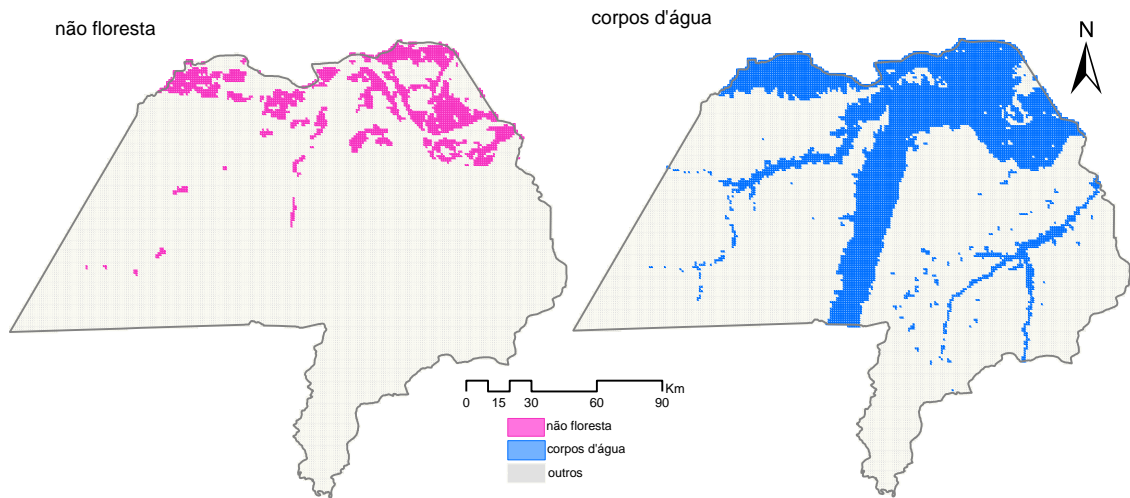 não floresta
corpos d'água
N
Km
0 15 30 60 90
não floresta
corpos d'água
outros